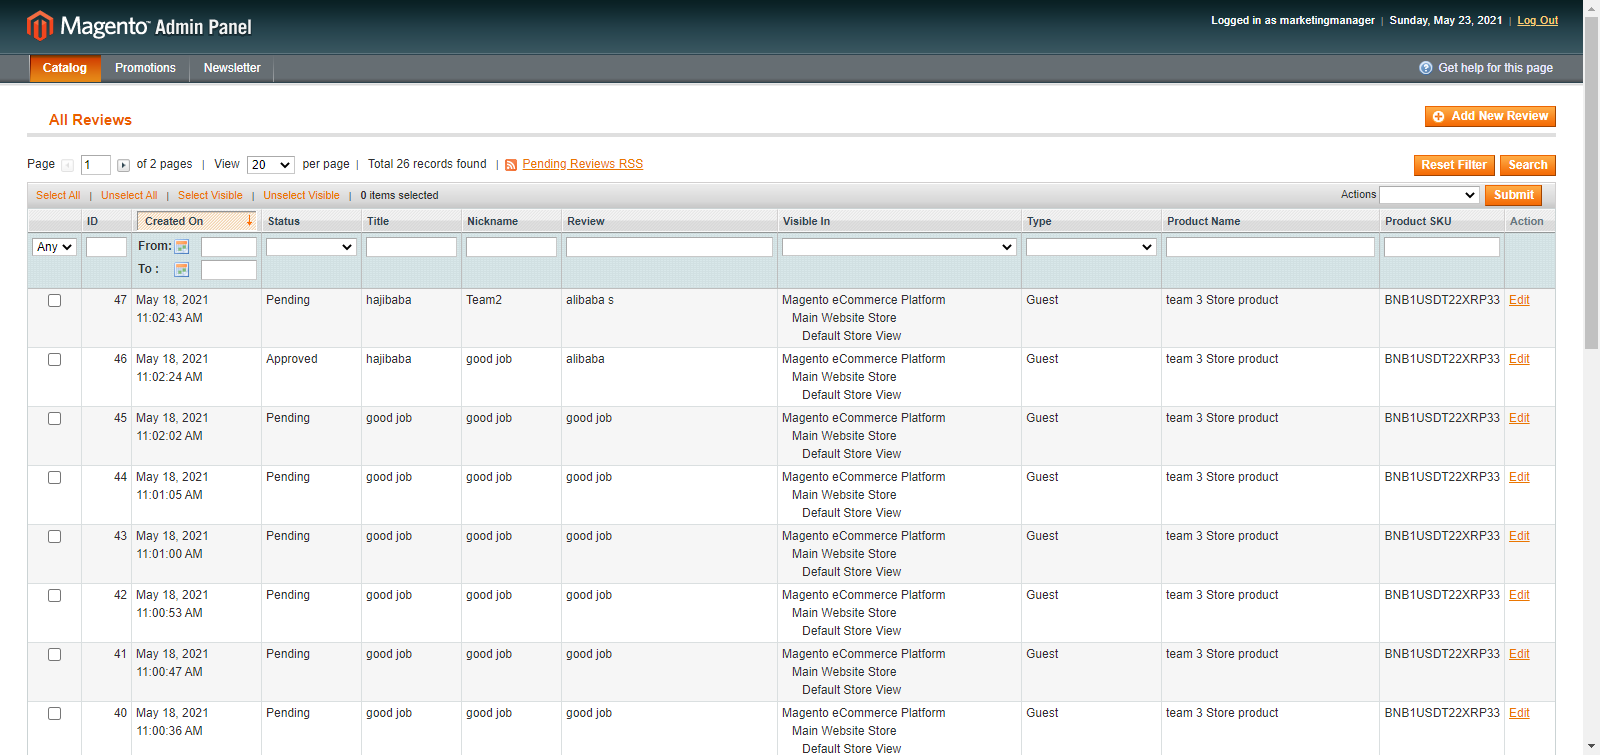 Magento™ Admin Panel
Logged in as marketingmanager | Sunday, May 23, 2021 | Log Out
Catalog Promotions Newsletter Get help for this page
All Reviews Add New Review
Page 1 of 2 pages | View 20 per page | Total 26 records found | Pending Reviews RSS Reset Filter Search
Select All | Unselect All | Select Visible | Unselect Visible | 0 items selected Actions Submit
ID Created On Status Title Nickname Review Visible In Type Product Name Product SKU Action
Any From:
To :
47 May 18, 2021 Pending hajibaba Team2 alibaba s Magento eCommerce Platform Guest team 3 Store product BNB1USDT22XRP33 Edit
11:02:43 AM Main Website Store
Default Store View
46 May 18, 2021 Approved hajibaba good job alibaba Magento eCommerce Platform Guest team 3 Store product BNB1USDT22XRP33 Edit
11:02:24 AM Main Website Store
Default Store View
45 May 18, 2021 Pending good job good job good job Magento eCommerce Platform Guest team 3 Store product BNB1USDT22XRP33 Edit
11:02:02 AM Main Website Store
Default Store View
44 May 18, 2021 Pending good job good job good job Magento eCommerce Platform Guest team 3 Store product BNB1USDT22XRP33 Edit
11:01:05 AM Main Website Store
Default Store View
43 May 18, 2021 Pending good job good job good job Magento eCommerce Platform Guest team 3 Store product BNB1USDT22XRP33 Edit
11:01:00 AM Main Website Store
Default Store View
42 May 18, 2021 Pending good job good job good job Magento eCommerce Platform Guest team 3 Store product BNB1USDT22XRP33 Edit
11:00:53 AM Main Website Store
Default Store View
41 May 18, 2021 Pending good job good job good job Magento eCommerce Platform Guest team 3 Store product BNB1USDT22XRP33 Edit
11:00:47 AM Main Website Store
Default Store View
40 May 18, 2021 Pending good job good job good job Magento eCommerce Platform Guest team 3 Store product BNB1USDT22XRP33 Edit
11:00:36 AM Main Website Store
Default Store View